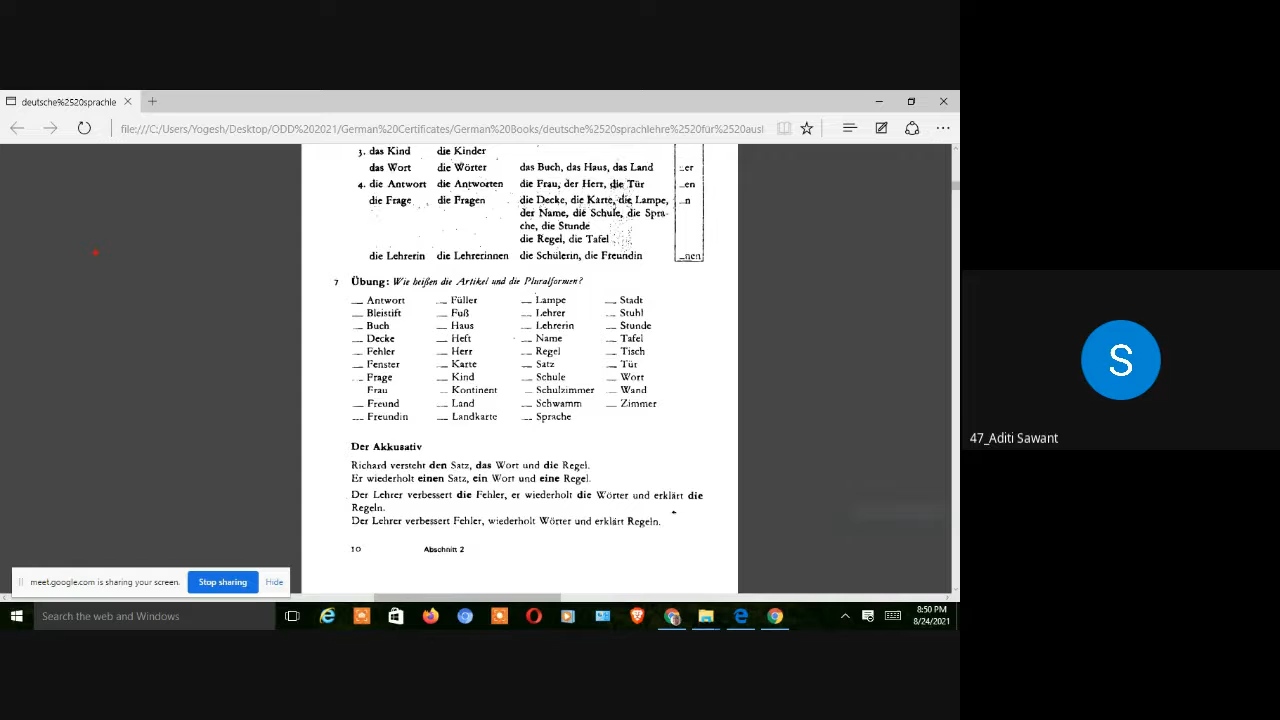 deutsche%2520sprachle
file:///C:/Users/Yogesh/Desktop/ODD%202021/German%20Certificates/German%20Books/deutsche%2520sprachlehre%2520für%2520ausl
3. das Kind die Kinder
das Wort die Wörter das Buch, das Haus, das Land _er
4. die Antwort die Antworten die Frau, der Herr, die Tür _en
die Frage die Fragen die Decke, die Karte, die Lampe, _n
der Name, die Schule, die Spra-
che, die Stunde
die Regel, die Tafel
die Lehrerin die Lehrerinnen die Schülerin, die Freundin _nen
7 Übung: Wie heißen die Artikel und die Pluralformen?
__ Antwort __ Füller __ Lampe __ Stadt
__ Bleistift __ Fuß __ Lehrer __ Stuhl
__ Buch __ Haus __ Lehrerin __ Stunde
__ Decke __ Heft __ Name __ Tafel
__ Fehler __ Herr __ Regel __ Tisch
__ Fenster __ Karte __ Satz __ Tür
__ Frage __ Kind __ Schule __ Wort
Frau __ Kontinent __ Schulzimmer __ Wand
__ Freund __ Land __ Schwamm __ Zimmer
__ Freundin __ Landkarte __ Sprache
Der Akkusativ
Richard versteht den Satz, das Wort und die Regel.
Er wiederholt einen Satz, ein Wort und eine Regel.
Der Lehrer verbessert die Fehler, er wiederholt die Wörter und erklärt die
Regeln.
Der Lehrer verbessert Fehler, wiederholt Wörter und erklärt Regeln.
10 Abschnitt 2
S
47_Aditi Sawant
meet.google.com is sharing your screen. Stop sharing Hide
Search the web and Windows
8:50 PM
8/24/2021